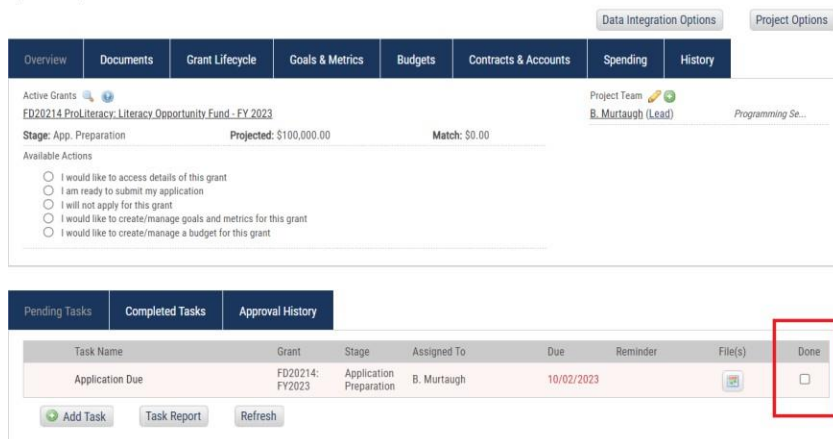 Data Integration Options Project Options
Overview Documents Grant Lifecycle Goals & Metrics Budgets Contracts & Accounts Spending History
Active Grants Project Team
FD20214 ProLiteracy: Literacy Opportunity Fund - FY 2023 B. Murtaugh (Lead) Programming Se...
Stage: App. Preparation Projected: $100,000.00 Match: $0.00
Available Actions
I would like to access details of this grant
I am ready to submit my application
I will not apply for this grant
I would like to create/manage goals and metrics for this grant
I would like to create/manage a budget for this grant
Pending Tasks Completed Tasks Approval History
Task Name Grant Stage Assigned To Due Reminder File(s) Done
Application Due FD20214: FY2023 Application Preparation B. Murtaugh 10/02/2023
Add Task Task Report Refresh